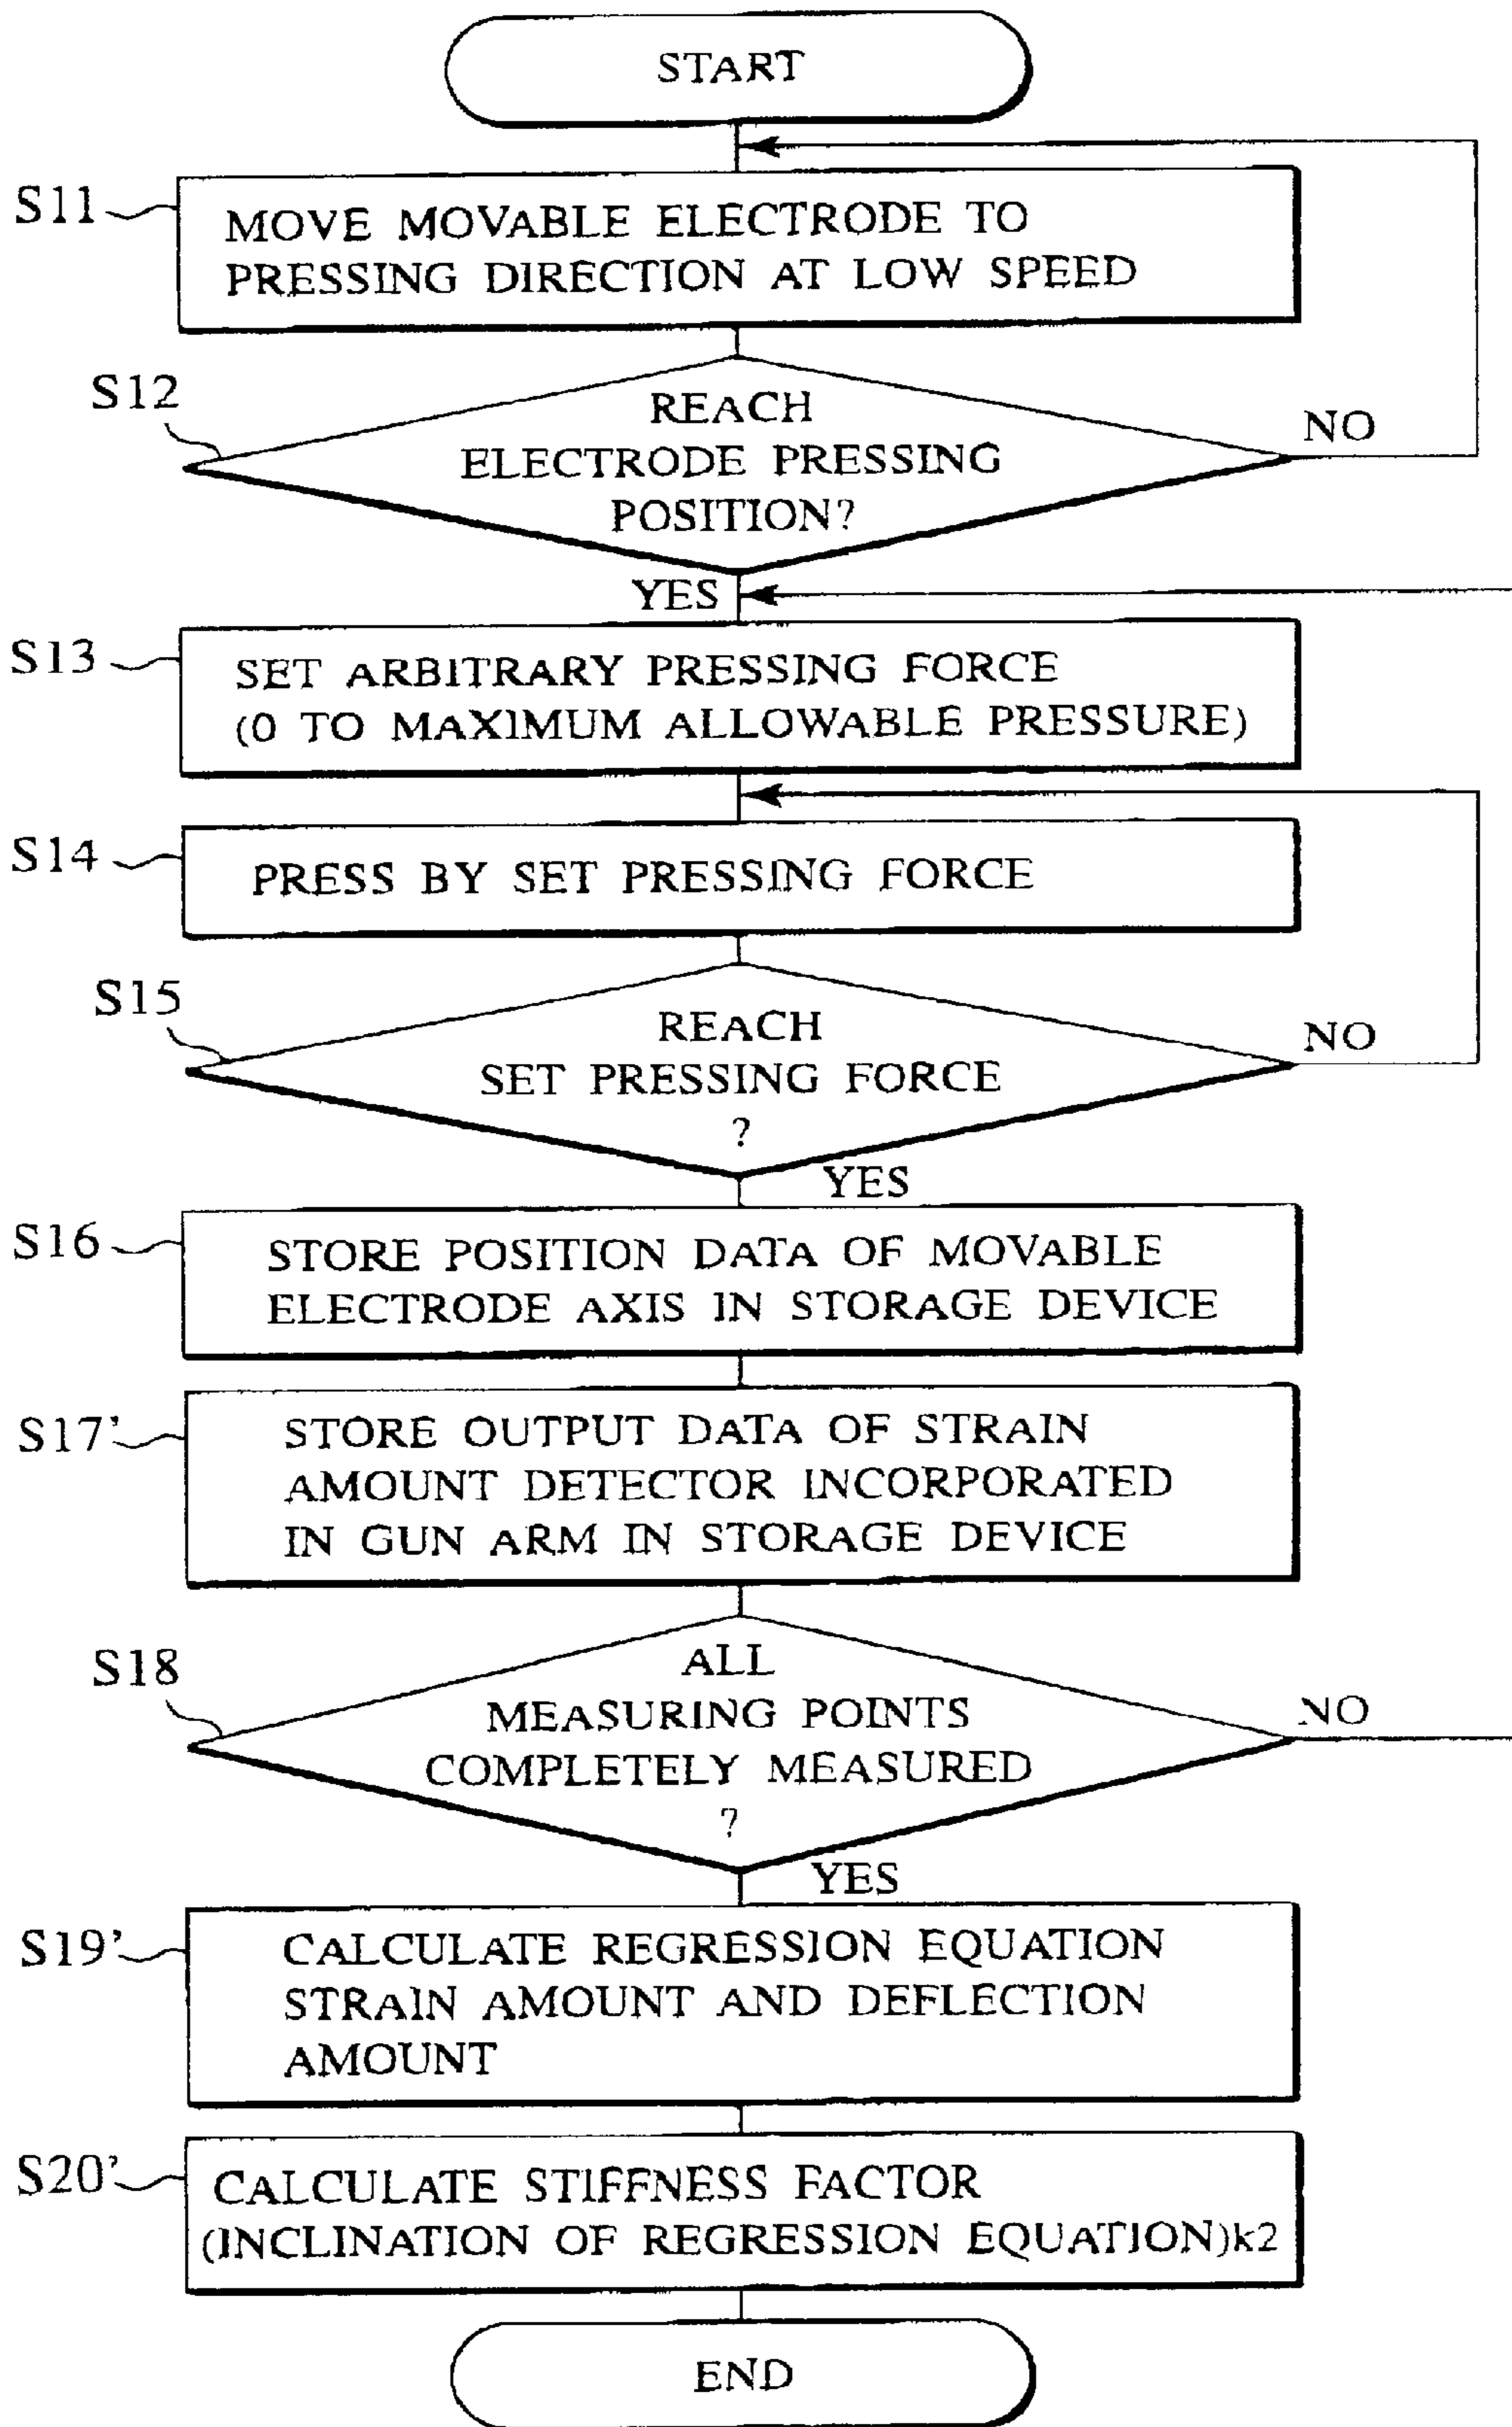 START
S11
MOVE MOVABLE ELECTRODE TO
PRESSING DIRECTION AT LOW SPEED
S12
REACH
ELECTRODE PRESSING
POSITION?
NO
YES
S13
SET ARBITRARY PRESSING FORCE
(0 TO MAXIMUM ALLOWABLE PRESSURE)
S14
PRESS BY SET PRESSING FORCE
S15
REACH
SET PRESSING FORCE
?
NO
YES
S16
STORE POSITION DATA OF MOVABLE
ELECTRODE AXIS IN STORAGE DEVICE
S17'
STORE OUTPUT DATA OF STRAIN
AMOUNT DETECTOR INCORPORATED
IN GUN ARM IN STORAGE DEVICE
S18
ALL
MEASURING POINTS
COMPLETELY MEASURED
?
NO
YES
S19'
CALCULATE REGRESSION EQUATION
STRAIN AMOUNT AND DEFLECTION
AMOUNT
S20'
CALCULATE STIFFNESS FACTOR
(INCLINATION OF REGRESSION EQUATION)k2
END